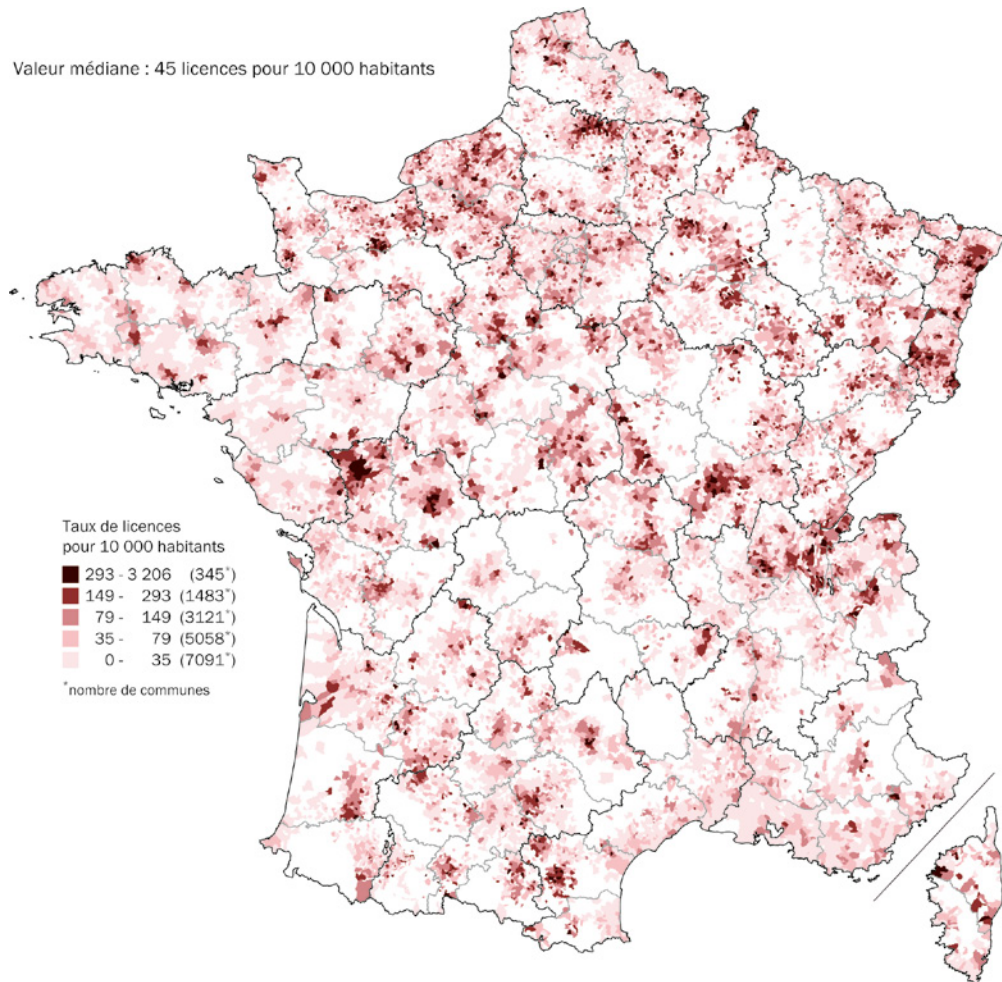 Valeur médiane : 45 licences pour 10 000 habitants
Taux de licences
pour 10 000 habitants
293 - 3 206 (345*)
149 - 293 (1483*)
79 - 149 (3121*)
35 - 79 (5058*)
0 - 35 (7091*)
*nombre de communes